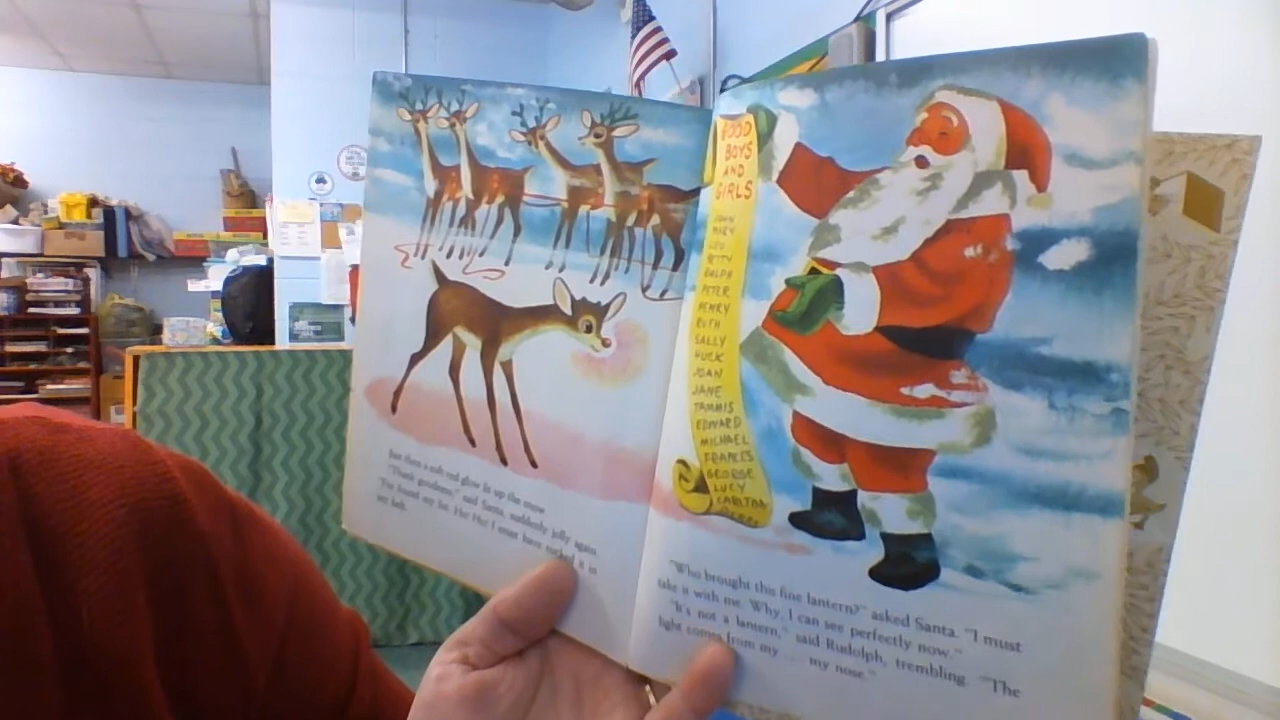 Just then a soft red glow lit up the snow
"Thank goodness," said Santa, suddenly jolly again.
"I've found my list. Ho! Ho! I must have tucked it in
my belt.
GOOD
BOYS
AND
GIRLS
JOHN
MARY
LEO
BETTY
RALPH
PETER
HENRY
RUTH
SALLY
HUCK
JOAN
JANE
TAMMIS
EDWARD
MICHAEL
FRANCES
GEORGE
LUCY
CARLTON
"Who brought this fine lantern?" asked Santa. "I must
take it with me. Why, I can see perfectly now."
"It's not a lantern," said Rudolph, trembling. "The
light comes from my ... my nose."